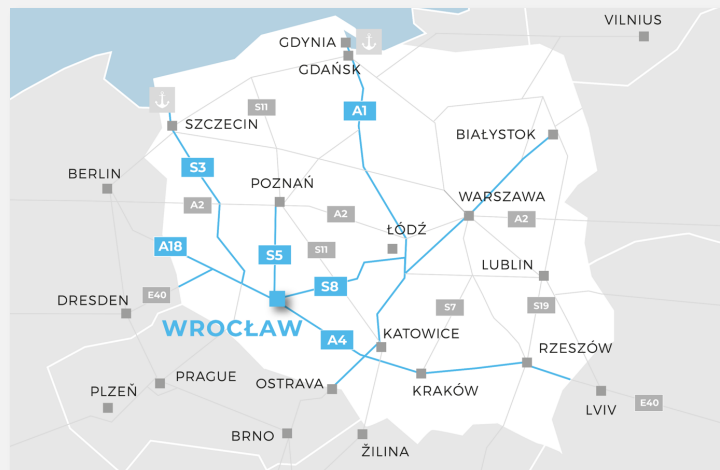 VILNIUS
GDYNIA
GDAŃSK
S11
A1
SZCZECIN
BIAŁYSTOK
S3
BERLIN
POZNAŃ
WARSZAWA
A2
A2
A2
ŁÓDŹ
A18
S5
S11
LUBLIN
S8
E40
DRESDEN
S7
S19
WROCŁAW
A4
KATOWICE
RZESZÓW
PRAGUE
OSTRAVA
PLZEŇ
KRAKÓW
E40
LVIV
BRNO
ŽILINA